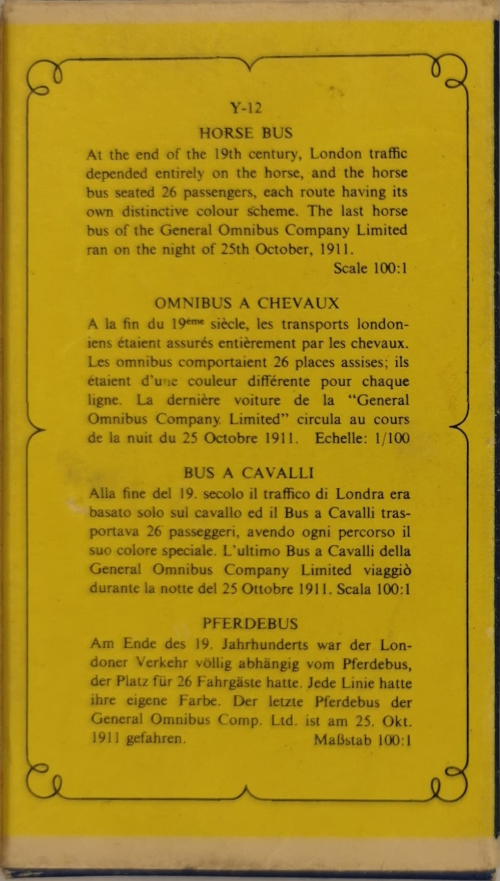 Y-12
HORSE BUS
At the end of the 19th century, London traffic
depended entirely on the horse, and the horse
bus seated 26 passengers, each route having its
own distinctive colour scheme. The last horse
bus of the General Omnibus Company Limited
ran on the night of 25th October, 1911.
Scale 100:1
OMNIBUS A CHEVAUX
A la fin du 19ème siècle, les transports london-
iens étaient assurés entièrement par les chevaux.
Les omnibus comportaient 26 places assises; ils
étaient d'une couleur différente pour chaque
ligne. La dernière voiture de la “General
Omnibus Company Limited” circula au cours
de la nuit du 25 Octobre 1911. Echelle: 1/100
BUS A CAVALLI
Alla fine del 19. secolo il traffico di Londra era
basato solo sul cavallo ed il Bus a Cavalli tras-
portava 26 passeggeri, avendo ogni percorso il
suo colore speciale. L'ultimo Bus a Cavalli della
General Omnibus Company Limited viaggiò
durante la notte del 25 Ottobre 1911. Scala 100:1
PFERDEBUS
Am Ende des 19. Jahrhunderts war der Lon-
doner Verkehr völlig abhängig vom Pferdebus,
der Platz für 26 Fahrgäste hatte. Jede Linie hatte
ihre eigene Farbe. Der letzte Pferdebus der
General Omnibus Comp. Ltd. ist am 25. Okt.
1911 gefahren. Maßstab 100:1